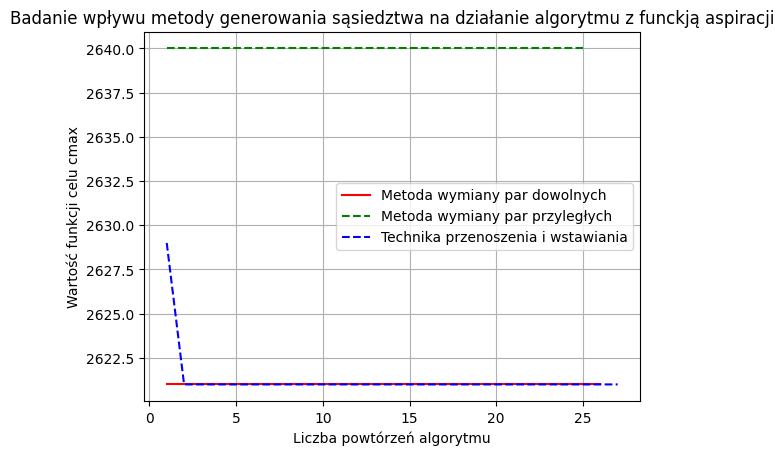 Badanie wpływu metody generowania sąsiedztwa na działanie algorytmu z funckją aspiracji
Wartość funkcji celu cmax
2640.0
2637.5
2635.0
2632.5
2630.0
2627.5
2625.0
2622.5
Metoda wymiany par dowolnych
Metoda wymiany par przyległych
Technika przenoszenia i wstawiania
0 5 10 15 20 25
Liczba powtórzeń algorytmu